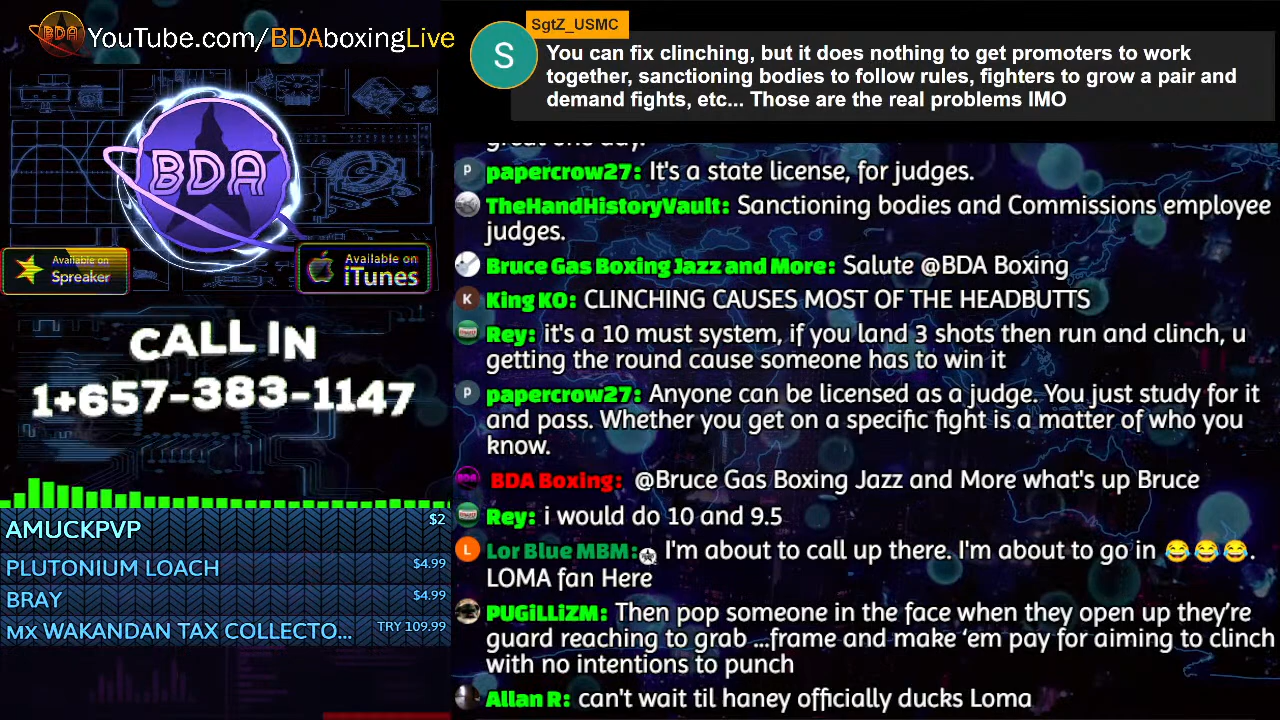 BDA
YouTube.com/BDAboxingLive
BDA
Available on
Spreaker
Available on
iTunes
CALL IN
1+657-383-1147
AMUCKPVP $2
PLUTONIUM LOACH $4.99
BRAY $4.99
MX WAKANDAN TAX COLLECTO... TRY 109.99
SgtZ_USMC
S
You can fix clinching, but it does nothing to get promoters to work
together, sanctioning bodies to follow rules, fighters to grow a pair and
demand fights, etc... Those are the real problems IMO
great one day.
P papercrow27: It's a state license, for judges.
TheHandHistoryVault: Sanctioning bodies and Commissions employee
judges.
Bruce Gas Boxing Jazz and More: Salute @BDA Boxing
K King KO: CLINCHING CAUSES MOST OF THE HEADBUTTS
Rey: it's a 10 must system, if you land 3 shots then run and clinch, u
getting the round cause someone has to win it
P papercrow27: Anyone can be licensed as a judge. You just study for it
and pass. Whether you get on a specific fight is a matter of who you
know.
BDA BDA Boxing: @Bruce Gas Boxing Jazz and More what's up Bruce
Rey: i would do 10 and 9.5
L Lor Blue MBM: I'm about to call up there. I'm about to go in 😂😂😂.
LOMA fan Here
PUGiLLiZM: Then pop someone in the face when they open up they're
guard reaching to grab ...frame and make 'em pay for aiming to clinch
with no intentions to punch
Allan R: can't wait til haney officially ducks Loma